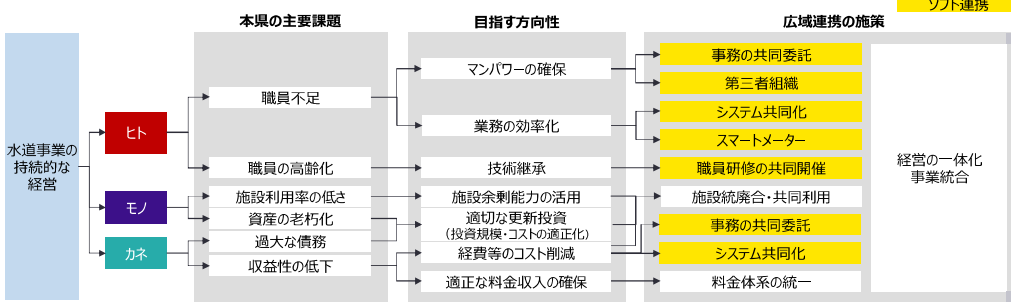 ソフト連携
本県の主要課題
目指す方向性
広域連携の施策
水道事業の
持続的な
経営
ヒト
モノ
カネ
職員不足
職員の高齢化
施設利用率の低さ
資産の老朽化
過大な債務
収益性の低下
マンパワーの確保
業務の効率化
技術継承
施設余剰能力の活用
適切な更新投資
(投資規模・コストの適正化)
経費等のコスト削減
適正な料金収入の確保
事務の共同委託
第三者組織
システム共同化
スマートメーター
職員研修の共同開催
施設統廃合・共同利用
事務の共同委託
システム共同化
料金体系の統一
経営の一体化
事業統合